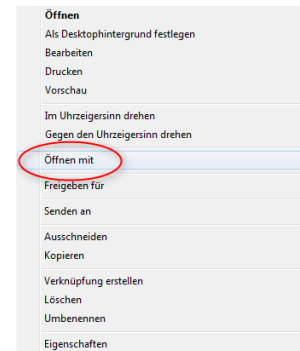 Öffnen
Als Desktophintergrund festlegen
Bearbeiten
Drucken
Vorschau
Im Uhrzeigersinn drehen
Gegen den Uhrzeigersinn drehen
Öffnen mit
Freigeben für
Senden an
Ausschneiden
Kopieren
Verknüpfung erstellen
Löschen
Umbenennen
Eigenschaften